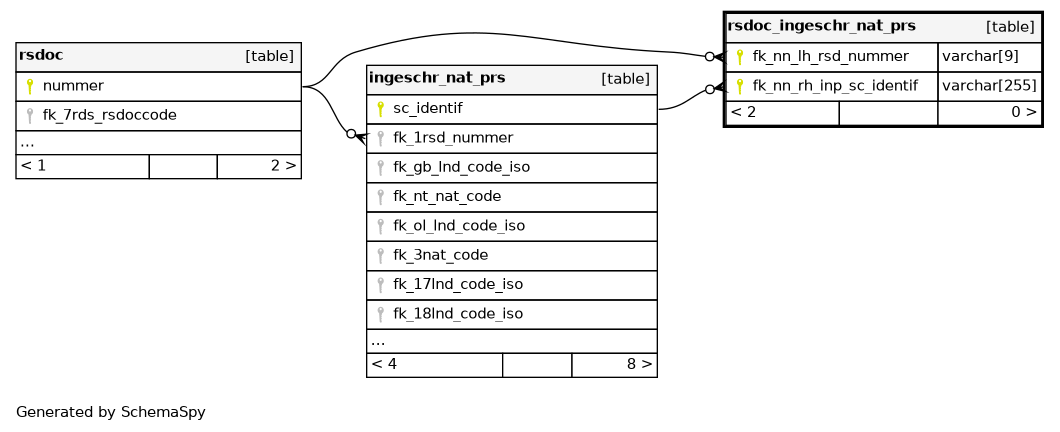 rsdoc [table]
nummer
fk_7rds_rsdoccode
...
< 1 2 >
ingeschr_nat_prs [table]
sc_identif
fk_1rsd_nummer
fk_gb_lnd_code_iso
fk_nt_nat_code
fk_ol_lnd_code_iso
fk_3nat_code
fk_17lnd_code_iso
fk_18lnd_code_iso
...
< 4 8 >
rsdoc_ingeschr_nat_prs [table]
fk_nn_lh_rsd_nummer varchar[9]
fk_nn_rh_inp_sc_identif varchar[255]
< 2 0 >
Generated by SchemaSpy